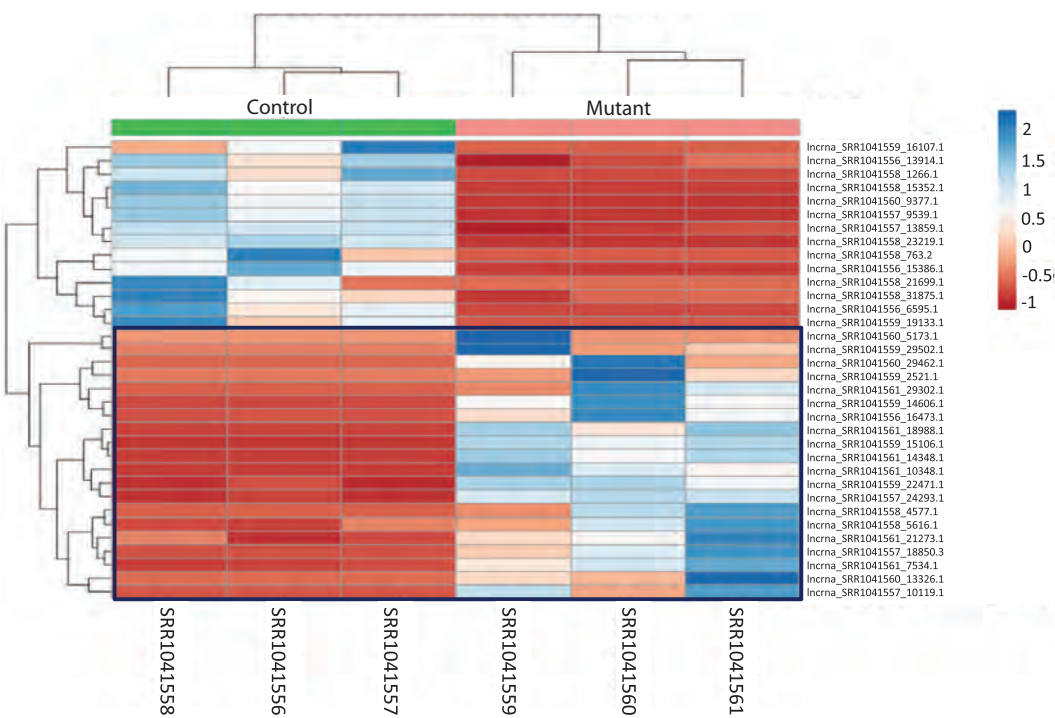 Control Mutant
lncrna_SRR1041559_16107.1
lncrna_SRR1041556_13914.1
lncrna_SRR1041558_1266.1
lncrna_SRR1041558_15352.1
lncrna_SRR1041560_9377.1
lncrna_SRR1041557_9539.1
lncrna_SRR1041557_13859.1
lncrna_SRR1041558_23219.1
lncrna_SRR1041558_763.2
lncrna_SRR1041556_15386.1
lncrna_SRR1041558_21699.1
lncrna_SRR1041558_31875.1
lncrna_SRR1041556_6595.1
lncrna_SRR1041559_19133.1
lncrna_SRR1041560_5173.1
lncrna_SRR1041559_29502.1
lncrna_SRR1041560_29462.1
lncrna_SRR1041559_2521.1
lncrna_SRR1041561_29302.1
lncrna_SRR1041559_14606.1
lncrna_SRR1041556_16473.1
lncrna_SRR1041561_18988.1
lncrna_SRR1041559_15106.1
lncrna_SRR1041561_14348.1
lncrna_SRR1041561_10348.1
lncrna_SRR1041559_22471.1
lncrna_SRR1041557_24293.1
lncrna_SRR1041558_4577.1
lncrna_SRR1041558_5616.1
lncrna_SRR1041561_21273.1
lncrna_SRR1041557_18850.3
lncrna_SRR1041561_7534.1
lncrna_SRR1041560_13326.1
lncrna_SRR1041557_10119.1
2
1.5
1
0.5
0
-0.5
-1
SRR1041558
SRR1041556
SRR1041557
SRR1041559
SRR1041560
SRR1041561